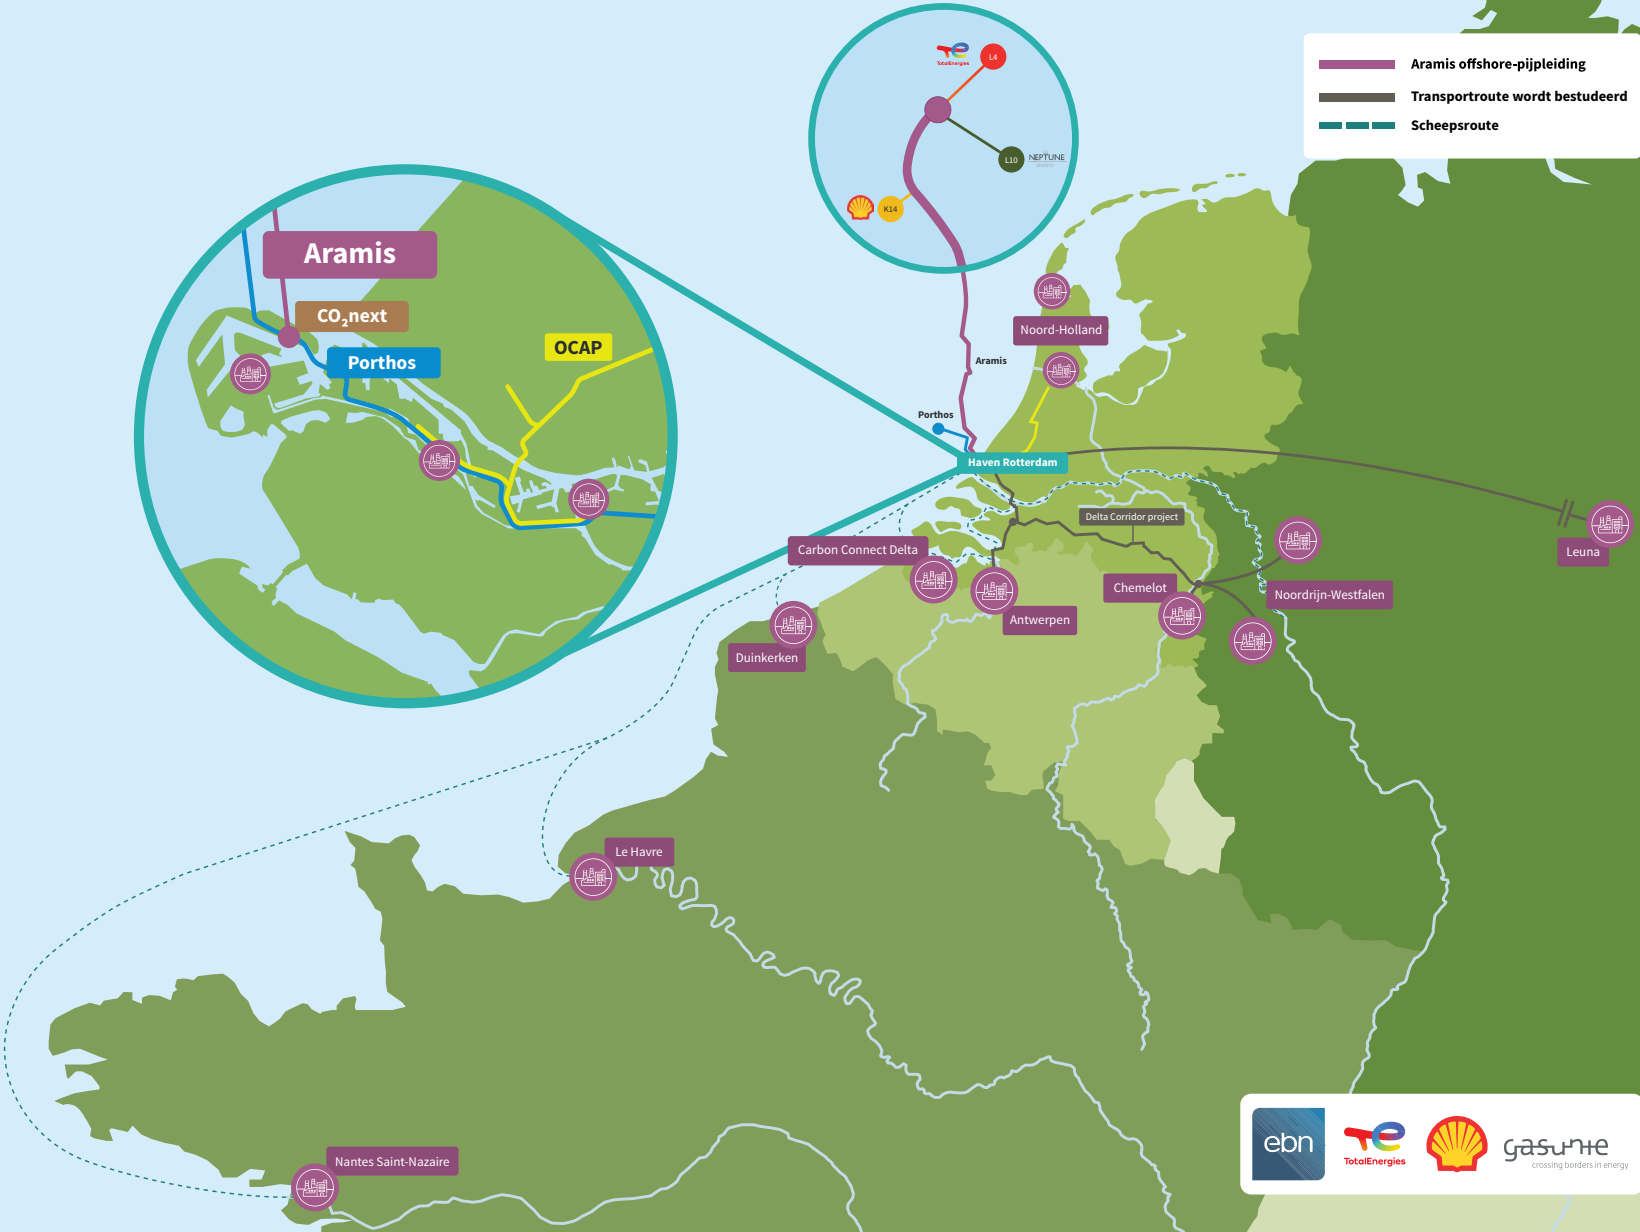 TotalEnergies
L4
L10
NEPTUNE
K14
Aramis offshore-pijpleiding
Transportroute wordt bestudeerd
Scheepsroute
Aramis
CO₂next
Porthos
OCAP
Noord-Holland
Aramis
Porthos
Haven Rotterdam
Delta Corridor project
Leuna
Carbon Connect Delta
Chemelot
Noordrijn-Westfalen
Antwerpen
Duinkerken
Le Havre
Nantes Saint-Nazaire
ebn
TotalEnergies
gasunie
crossing borders in energy